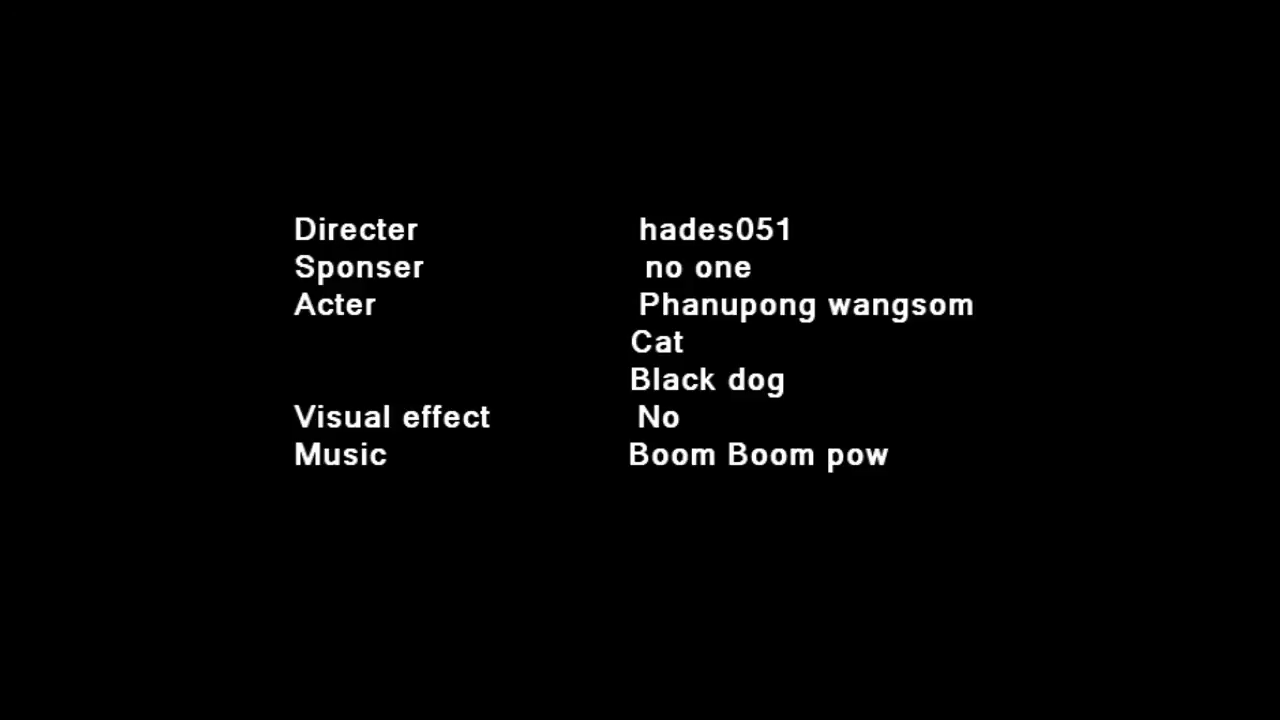 Directer hades051
Sponser no one
Acter Phanupong wangsom
Cat
Black dog
Visual effect No
Music Boom Boom pow